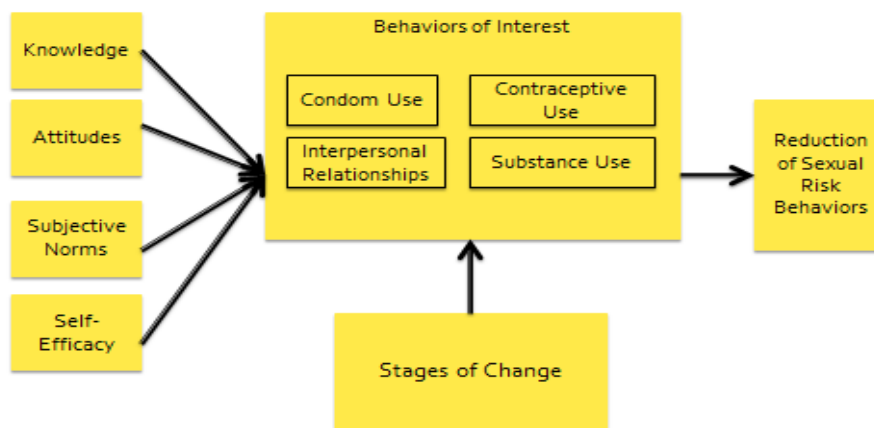 Knowledge
Attitudes
Subjective
Norms
Self-
Efficacy
Behaviors of Interest
Condom Use
Contraceptive
Use
Interpersonal
Relationships
Substance Use
Stages of Change
Reduction
of Sexual
Risk
Behaviors